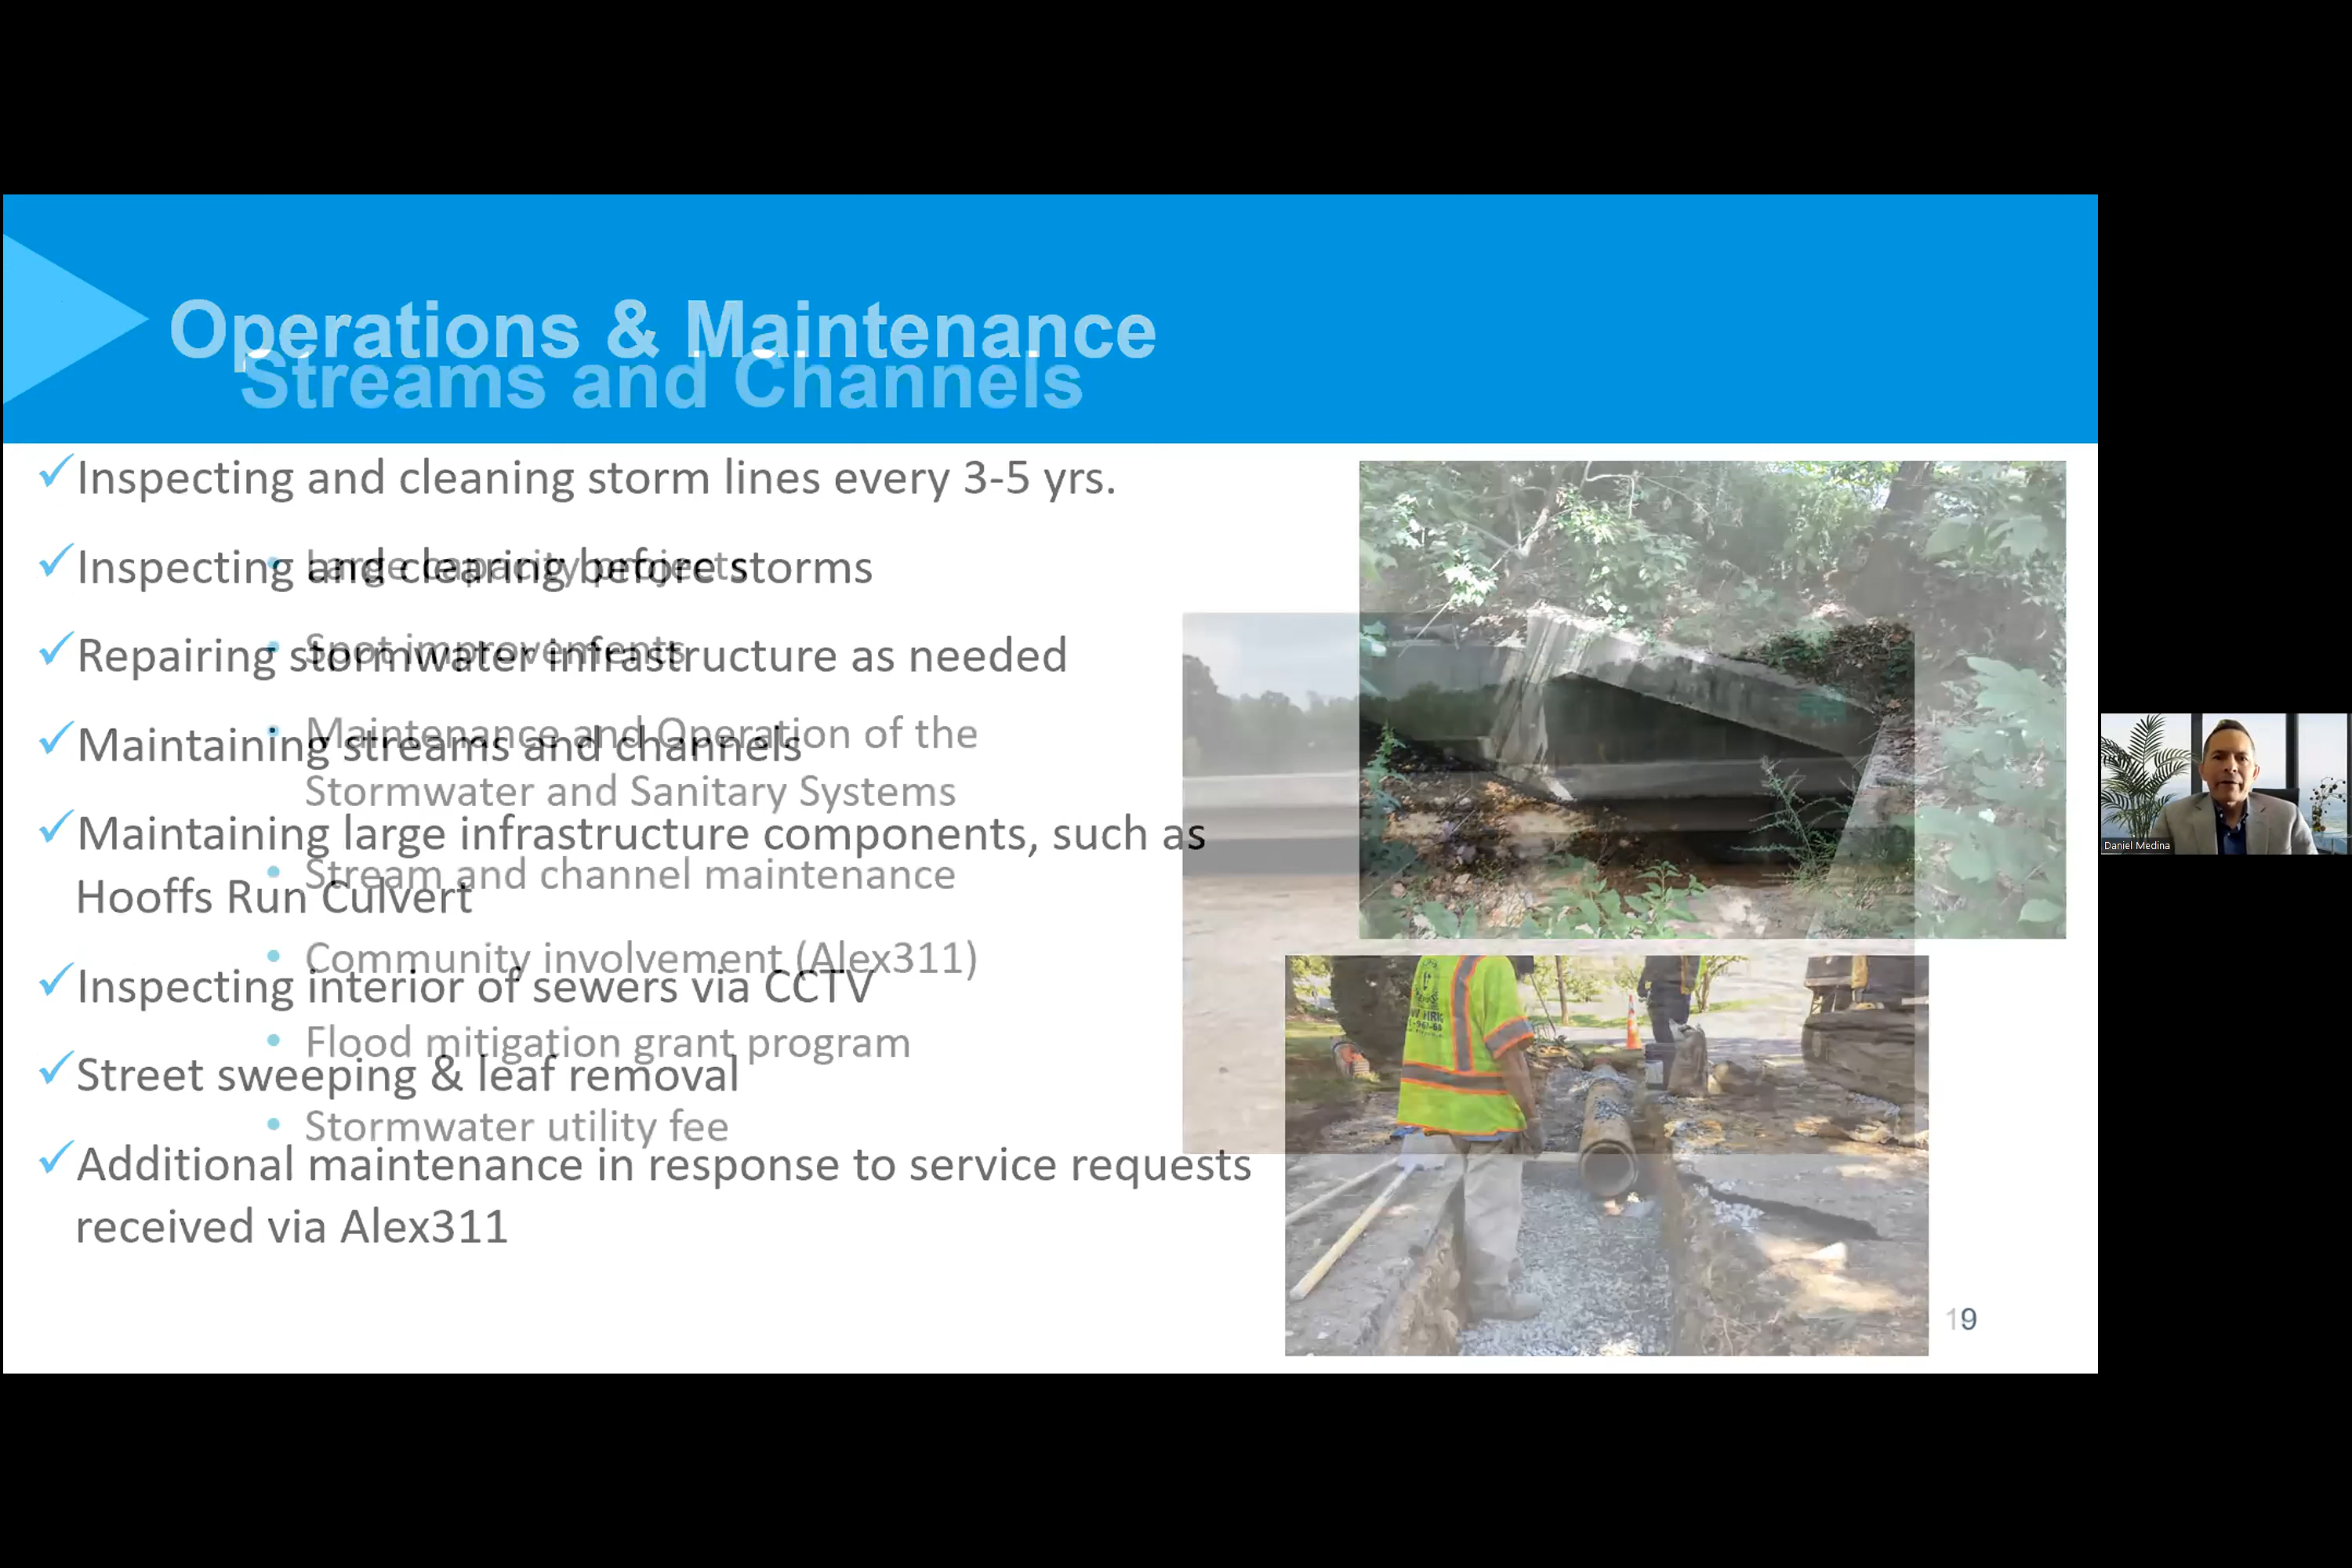 Operations & Maintenance
Streams and Channels
✓Inspecting and cleaning storm lines every 3-5 yrs.
✓Inspecting and clearing before storms
• Large capacity projects
• Spot improvements
✓Repairing stormwater infrastructure as needed
• Maintenance and Operation of the
✓Maintaining streams and channels
Stormwater and Sanitary Systems
✓Maintaining large infrastructure components, such as
• Stream and channel maintenance
Hooffs Run Culvert
• Community involvement (Alex311)
✓Inspecting interior of sewers via CCTV
• Flood mitigation grant program
✓Street sweeping & leaf removal
• Stormwater utility fee
✓Additional maintenance in response to service requests
received via Alex311
19
Daniel Medina